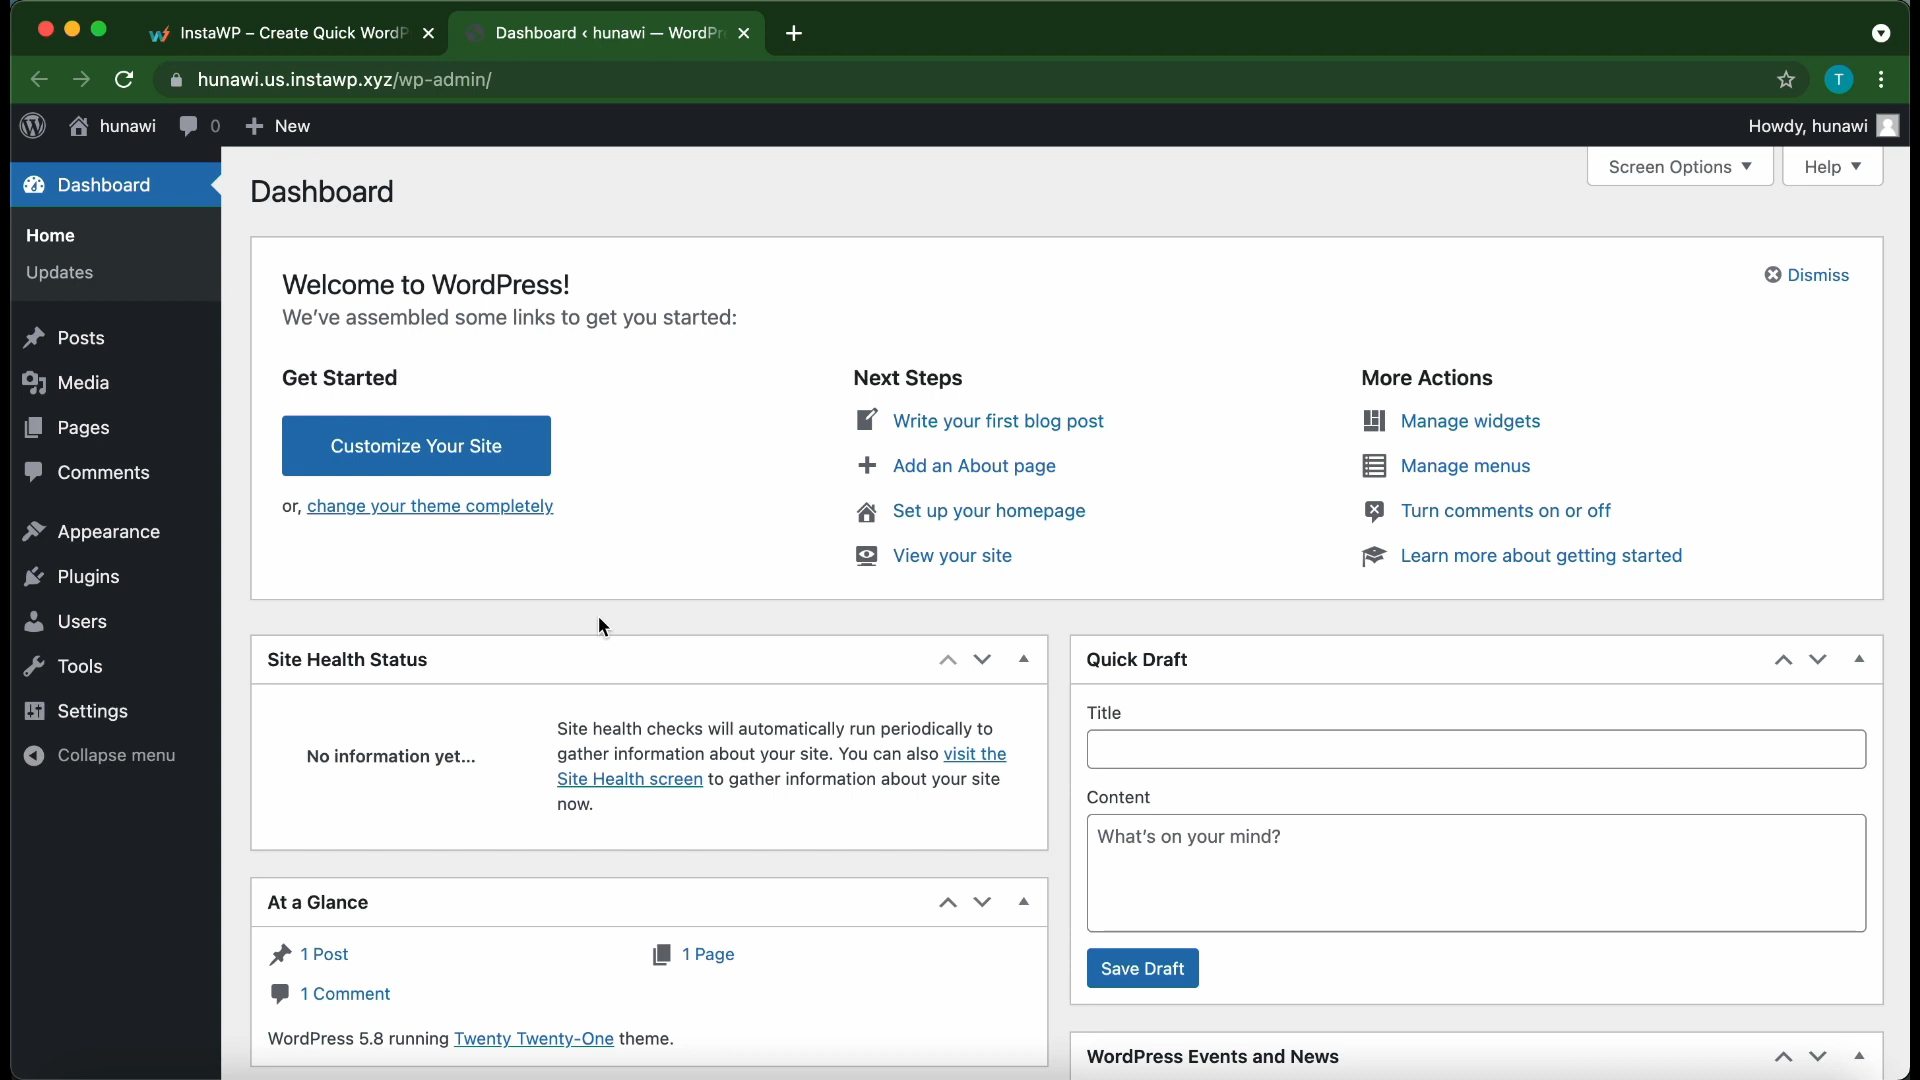 InstaWP – Create Quick WordP
Dashboard ‹ hunawi — WordPr
hunawi.us.instawp.xyz/wp-admin/
T
hunawi
0
New
Howdy, hunawi
Dashboard
Home
Updates
Posts
Media
Pages
Comments
Appearance
Plugins
Users
Tools
Settings
Collapse menu
Screen Options
Help
Dashboard
Welcome to WordPress!
We've assembled some links to get you started:
Dismiss
Get Started
Customize Your Site
or, change your theme completely
Next Steps
Write your first blog post
Add an About page
Set up your homepage
View your site
More Actions
Manage widgets
Manage menus
Turn comments on or off
Learn more about getting started
Site Health Status
No information yet...
Site health checks will automatically run periodically to
gather information about your site. You can also visit the
Site Health screen to gather information about your site
now.
At a Glance
1 Post
1 Page
1 Comment
WordPress 5.8 running Twenty Twenty-One theme.
Quick Draft
Title
Content
What's on your mind?
Save Draft
WordPress Events and News